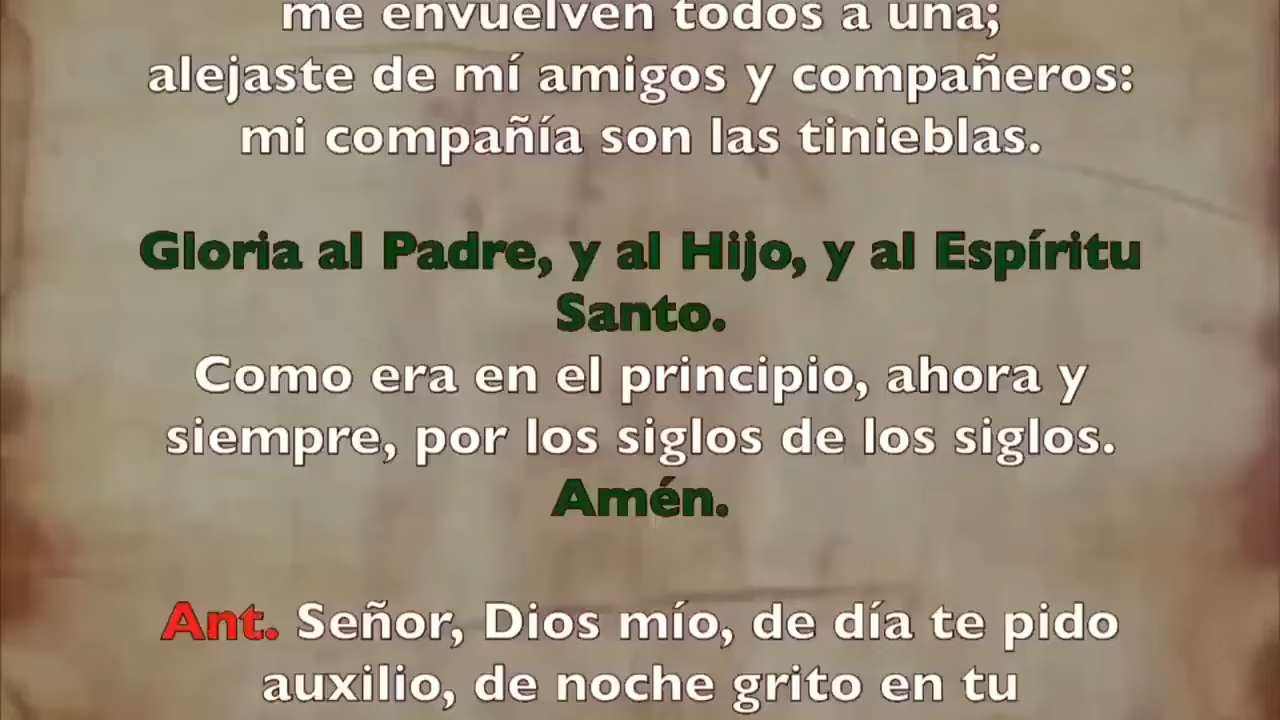 me envuelven todos a una;
alejaste de mí amigos y compañeros:
mi compañía son las tinieblas.
Gloria al Padre, y al Hijo, y al Espíritu
Santo.
Como era en el principio, ahora y
siempre, por los siglos de los siglos.
Amén.
Ant. Señor, Dios mío, de día te pido
auxilio, de noche grito en tu